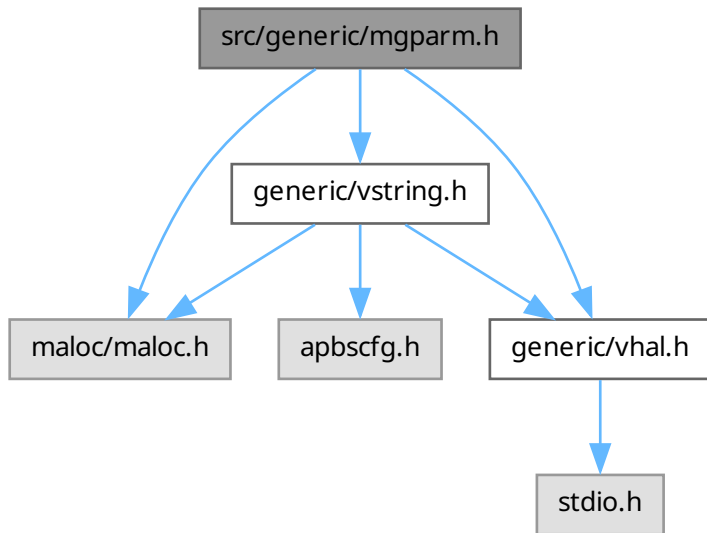 src/generic/mgparm.h
generic/vstring.h
maloc/maloc.h
apbscfg.h
generic/vhal.h
stdio.h